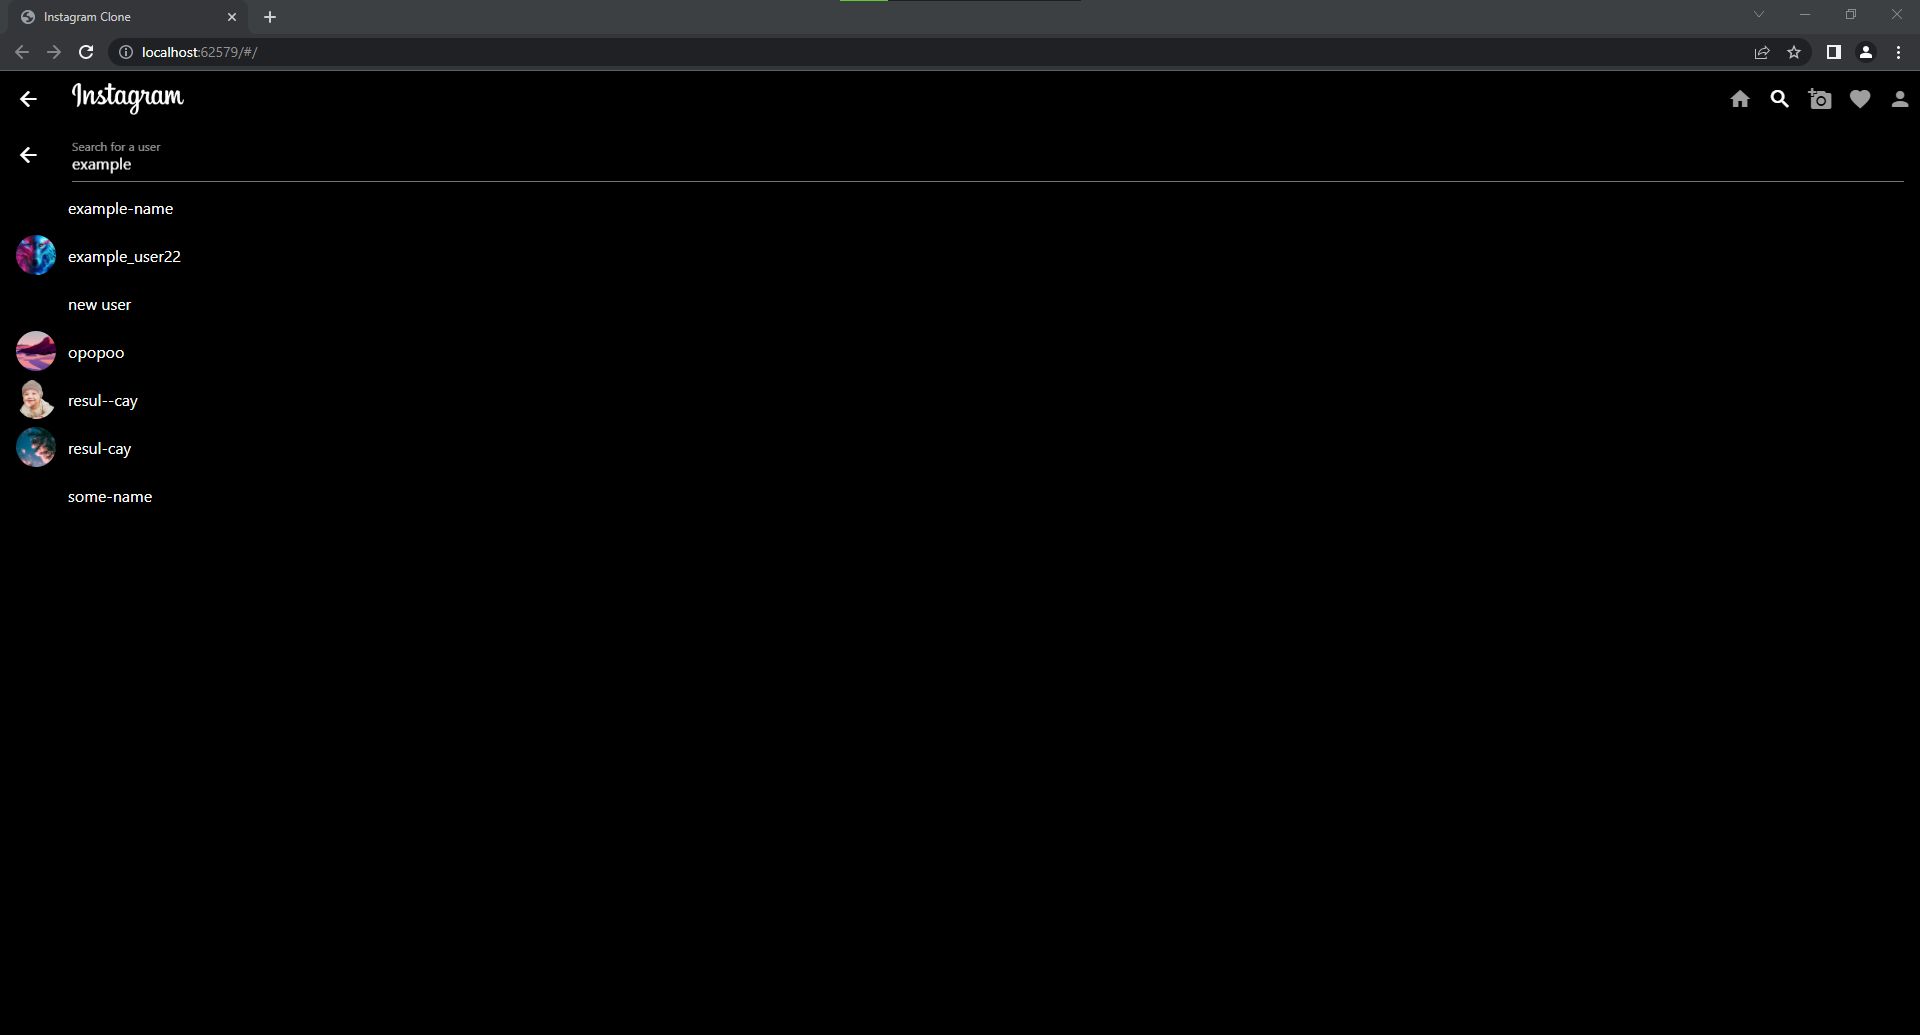 Instagram Clone
localhost:62579/#/
Instagram
Search for a user
example
example-name
example_user22
new user
opopoo
resul--cay
resul-cay
some-name